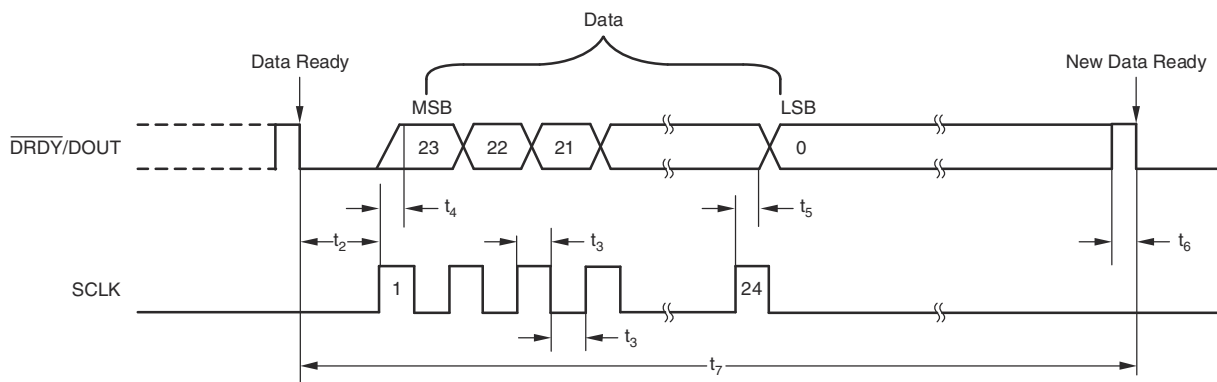 Data
Data Ready
New Data Ready
MSB
LSB
D̅R̅D̅Y̅/DOUT
23
22
21
0
t₄
t₅
t₂
t₃
t₆
SCLK
1
24
t₃
t₇